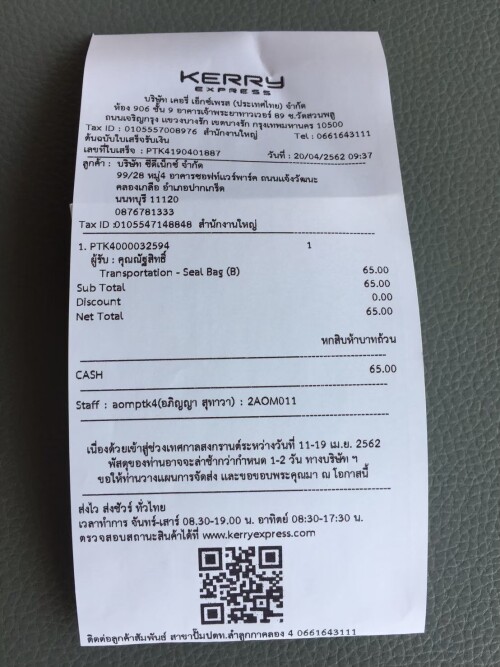 KERRY
EXPRESS
บริษัท เคอรี่ เอ็กซ์เพรส (ประเทศไทย) จำกัด
ห้อง 906 ชั้น 9 อาคารเจ้าพระยาทาวเวอร์ 89 ซ.วัดสวนพลู
ถนนเจริญกรุง แขวงบางรัก เขตบางรัก กรุงเทพมหานคร 10500
Tax ID : 0105557008976 สำนักงานใหญ่ Tel : 0661643111
ต้นฉบับใบเสร็จรับเงิน
เลขที่ใบเสร็จ : PTK4190401887 วันที่ : 20/04/2562 09:37
ลูกค้า : บริษัท ซีดีเน็กซ์ จำกัด
99/28 หมู่4 อาคารซอฟท์แวร์พาร์ค ถนนแจ้งวัฒนะ
คลองเกลือ อำเภอปากเกร็ด
นนทบุรี 11120
0876781333
Tax ID :0105547148848 สำนักงานใหญ่
1. PTK4000032594 1
ผู้รับ : คุณณัฐสิทธิ์
Transportation - Seal Bag (B) 65.00
Sub Total 65.00
Discount 0.00
Net Total 65.00
หกสิบห้าบาทถ้วน
CASH 65.00
Staff : aomptk4(อภิญญา สุทาวา) : 2AOM011
เนื่องด้วยเข้าสู่ช่วงเทศกาลสงกรานต์ระหว่างวันที่ 11-19 เม.ย. 2562
พัสดุของท่านอาจจะล่าช้ากว่ากำหนด 1-2 วัน ทางบริษัท ฯ
ขอให้ท่านวางแผนการจัดส่ง และขอขอบพระคุณมา ณ โอกาสนี้
ส่งไว ส่งชัวร์ ทั่วไทย
เวลาทำการ จันทร์-เสาร์ 08.30-19.00 น. อาทิตย์ 08:30-17:30 น.
ตรวจสอบสถานะสินค้าได้ที่ www.kerryexpress.com
ติดต่อลูกค้าสัมพันธ์ สาขาปั๊มปตท.ลำลูกกาคลอง 4 0661643111